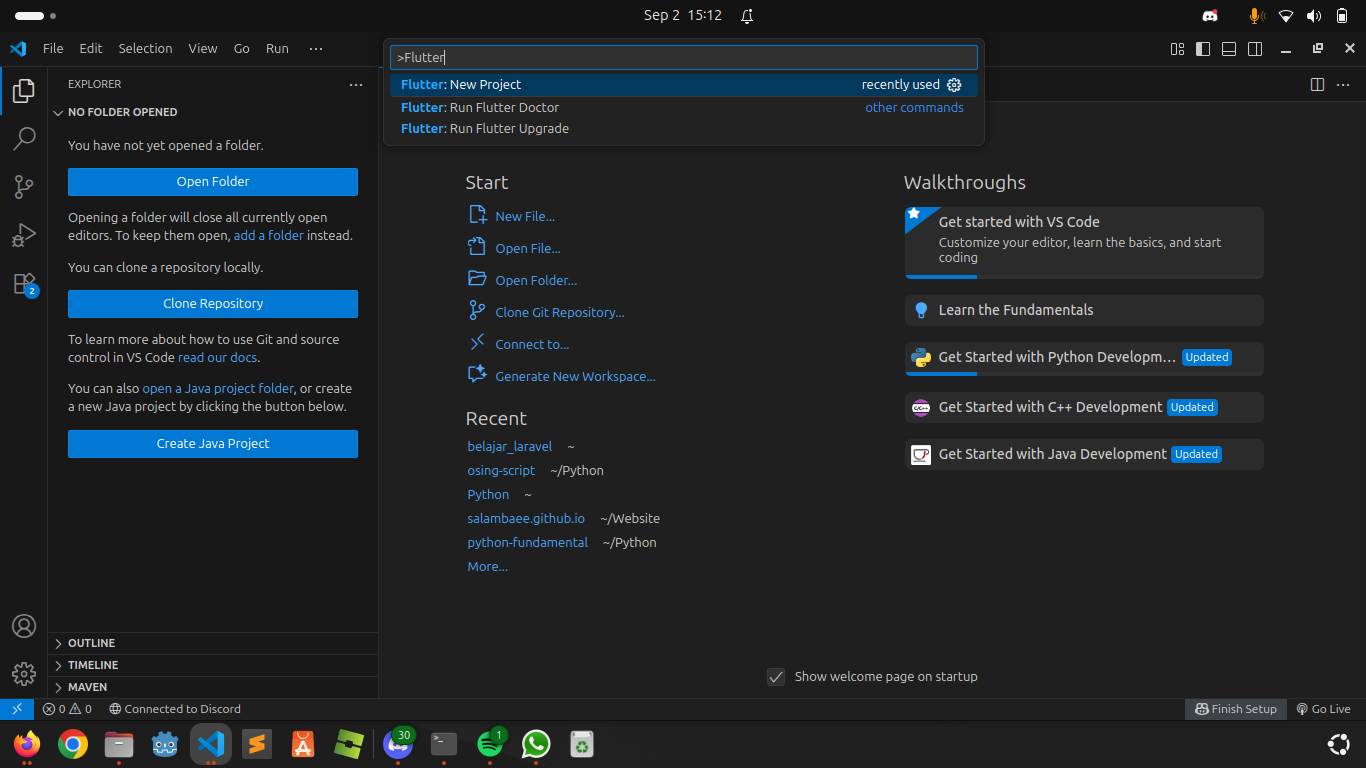 Sep 2 15:12
File Edit Selection View Go Run ···
>Flutter
Flutter: New Project recently used
Flutter: Run Flutter Doctor other commands
Flutter: Run Flutter Upgrade
EXPLORER
NO FOLDER OPENED
You have not yet opened a folder.
Open Folder
Opening a folder will close all currently open
editors. To keep them open, add a folder instead.
You can clone a repository locally.
Clone Repository
To learn more about how to use Git and source
control in VS Code read our docs.
You can also open a Java project folder, or create
a new Java project by clicking the button below.
Create Java Project
OUTLINE
TIMELINE
MAVEN
2
Start
New File...
Open File...
Open Folder...
Clone Git Repository...
Connect to...
Generate New Workspace...
Recent
belajar_laravel ~
osing-script ~/Python
Python ~
salambaee.github.io ~/Website
python-fundamental ~/Python
More...
Walkthroughs
Get started with VS Code
Customize your editor, learn the basics, and start
coding
Learn the Fundamentals
Get Started with Python Developm... Updated
C/C++
Get Started with C++ Development Updated
Get Started with Java Development Updated
Show welcome page on startup
0 0 Connected to Discord
Finish Setup Go Live
30
1